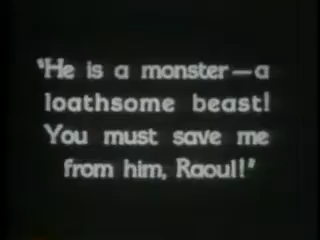 "He is a monster—a
loathsome beast!
You must save me
from him, Raoul!"